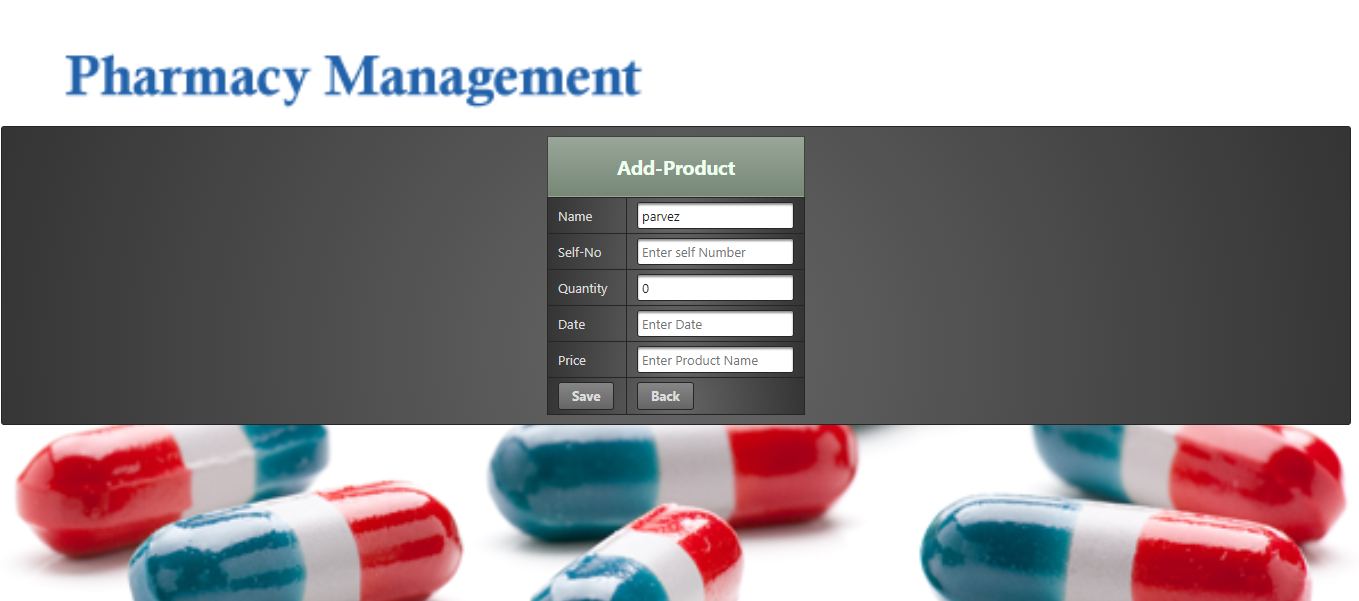 Pharmacy Management
Add-Product
Name parvez
Self-No Enter self Number
Quantity 0
Date Enter Date
Price Enter Product Name
Save Back